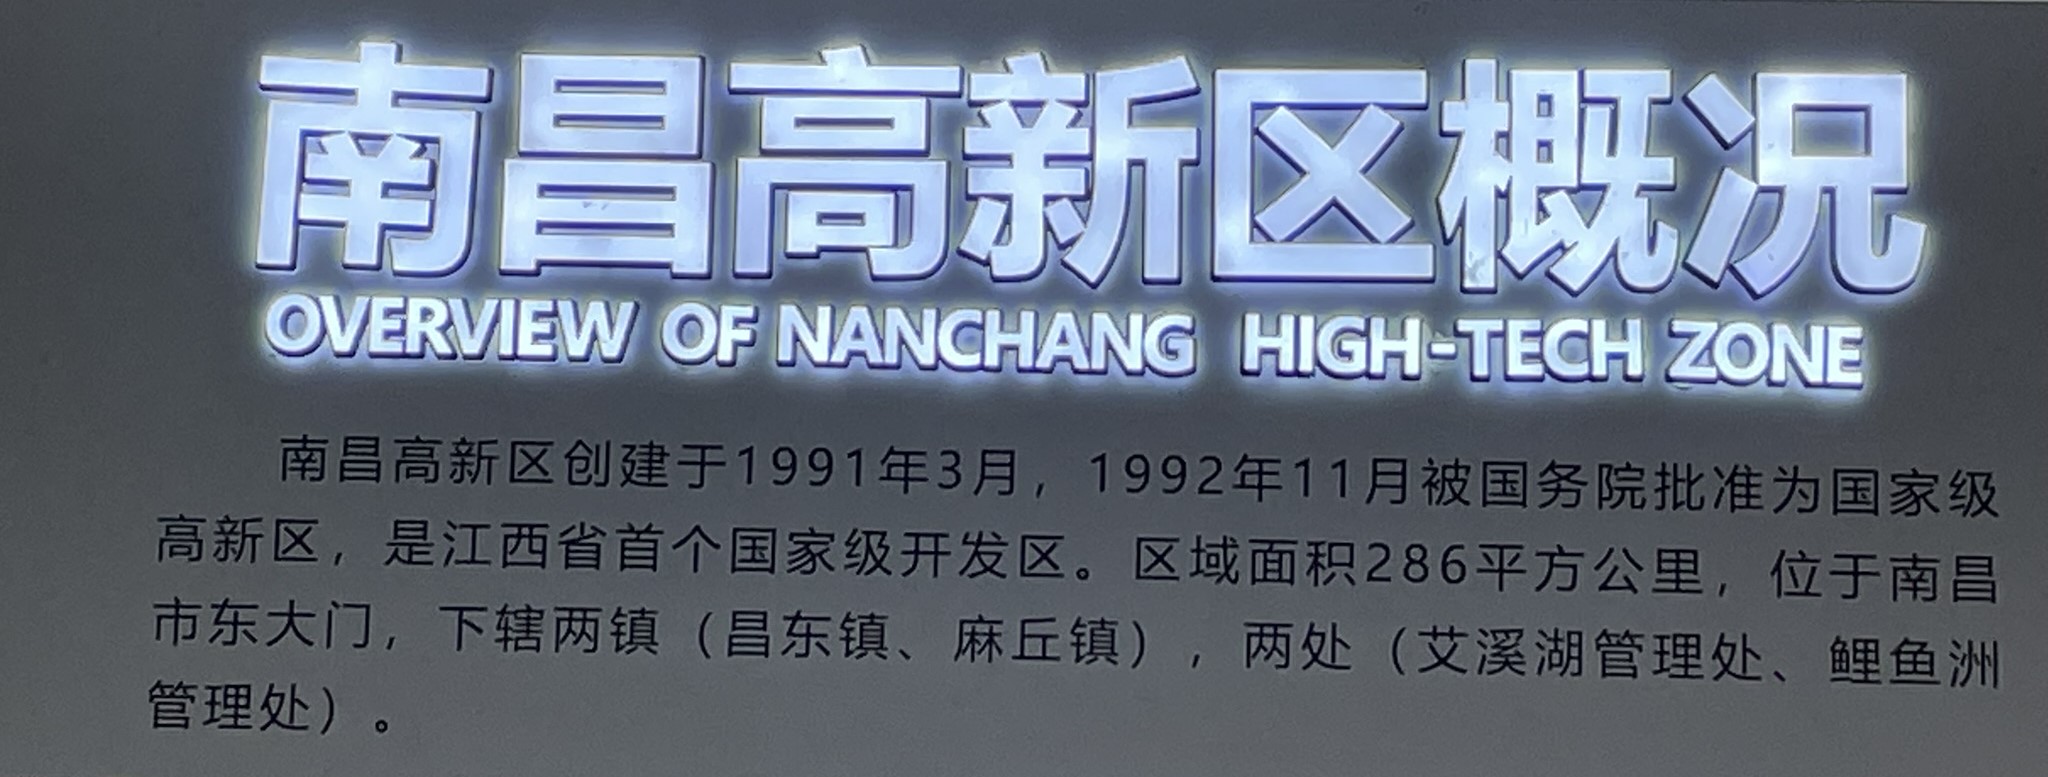 南昌高新区概况
OVERVIEW OF NANCHANG HIGH-TECH ZONE
南昌高新区创建于1991年3月，1992年11月被国务院批准为国家级
高新区，是江西省首个国家级开发区。区域面积286平方公里，位于南昌
市东大门，下辖两镇（昌东镇、麻丘镇），两处（艾溪湖管理处、鲤鱼洲
管理处）。